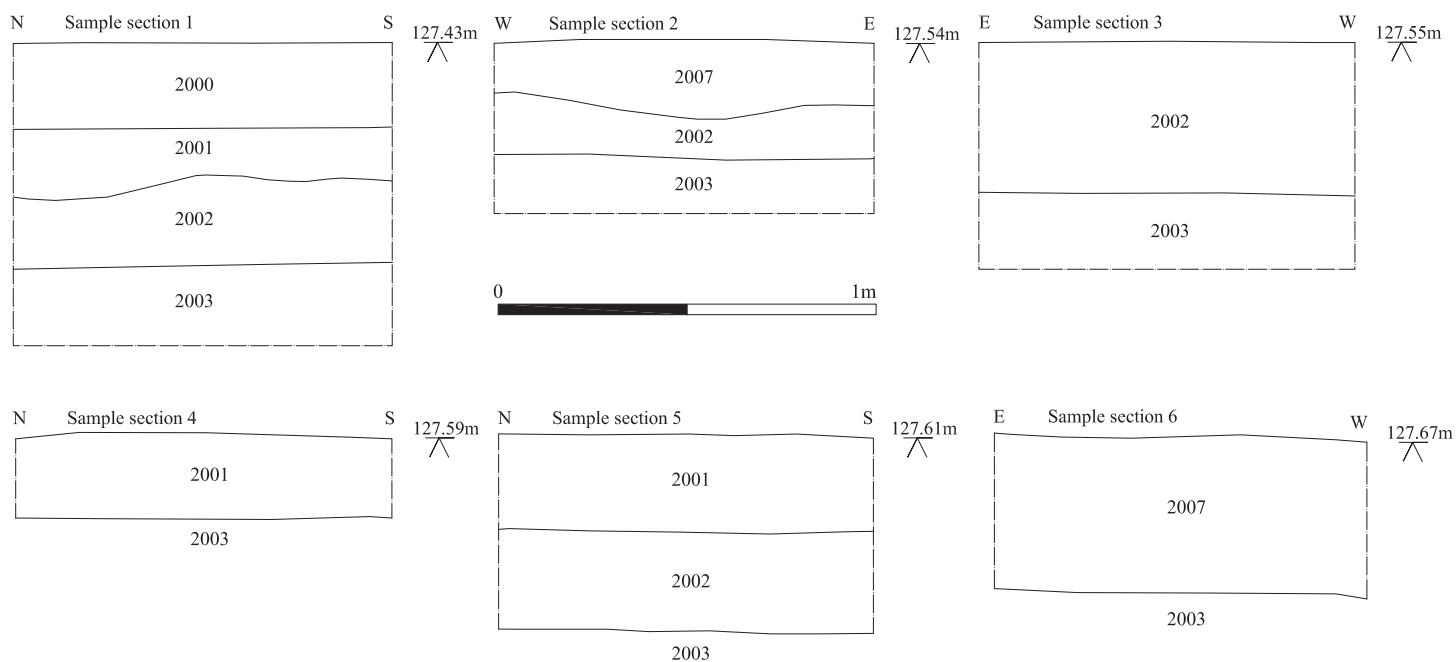 N Sample section 1 S 127.43m
2000
2001
2002
2003
W Sample section 2 E 127.54m
2007
2002
2003
E Sample section 3 W 127.55m
2002
2003
0 1m
N Sample section 4 S 127.59m
2001
2003
N Sample section 5 S 127.61m
2001
2002
2003
E Sample section 6 W 127.67m
2007
2003